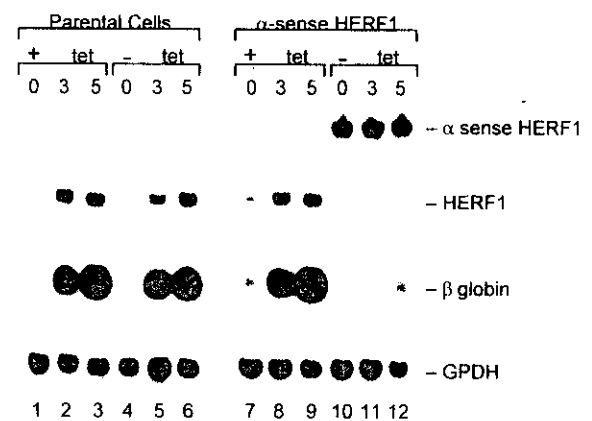 Parental Cells α-sense HERF1
+ tet - tet + tet - tet
0 3 5 0 3 5 0 3 5 0 3 5
– α sense HERF1
– HERF1
– β globin
– GPDH
1 2 3 4 5 6 7 8 9 10 11 12